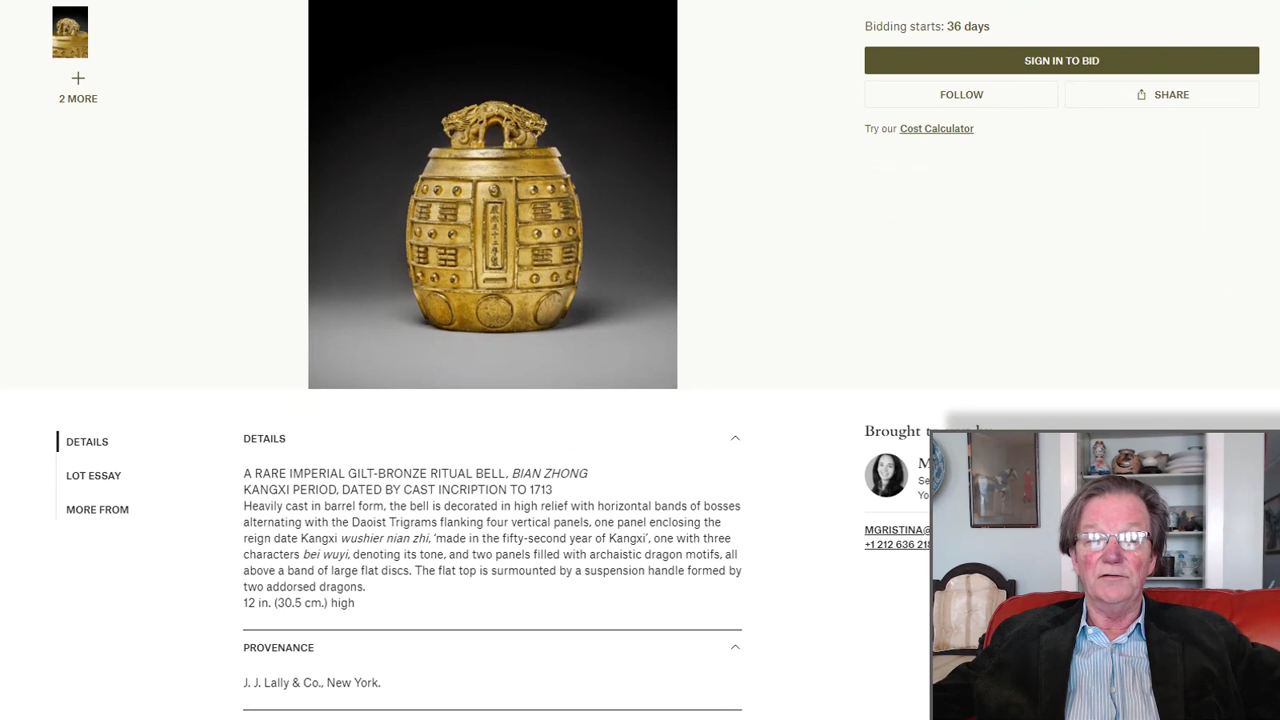 Bidding starts: 36 days
SIGN IN TO BID
FOLLOW
SHARE
Try our Cost Calculator
2 MORE
DETAILS
LOT ESSAY
MORE FROM
DETAILS
A RARE IMPERIAL GILT-BRONZE RITUAL BELL, BIAN ZHONG
KANGXI PERIOD, DATED BY CAST INCRIPTION TO 1713
Heavily cast in barrel form, the bell is decorated in high relief with horizontal bands of bosses
alternating with the Daoist Trigrams flanking four vertical panels, one panel enclosing the
reign date Kangxi wushier nian zhi, ‘made in the fifty-second year of Kangxi’, one with three
characters bei wuyi, denoting its tone, and two panels filled with archaistic dragon motifs, all
above a band of large flat discs. The flat top is surmounted by a suspension handle formed by
two addorsed dragons.
12 in. (30.5 cm.) high
PROVENANCE
J. J. Lally & Co., New York.
Brought
M
Se
Yo
MGRISTINA@
+1 212 636 218